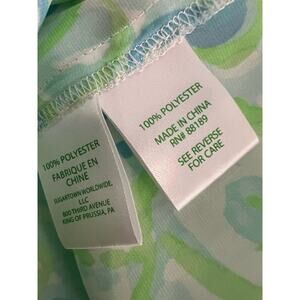 100% POLYESTER
FABRIQUE EN
CHINE
SUGARTOWN WORLDWIDE,
LLC
800 THIRD AVENUE
KING OF PRUSSIA, PA
100% POLYESTER
MADE IN CHINA
RN# 88189
SEE REVERSE
FOR CARE